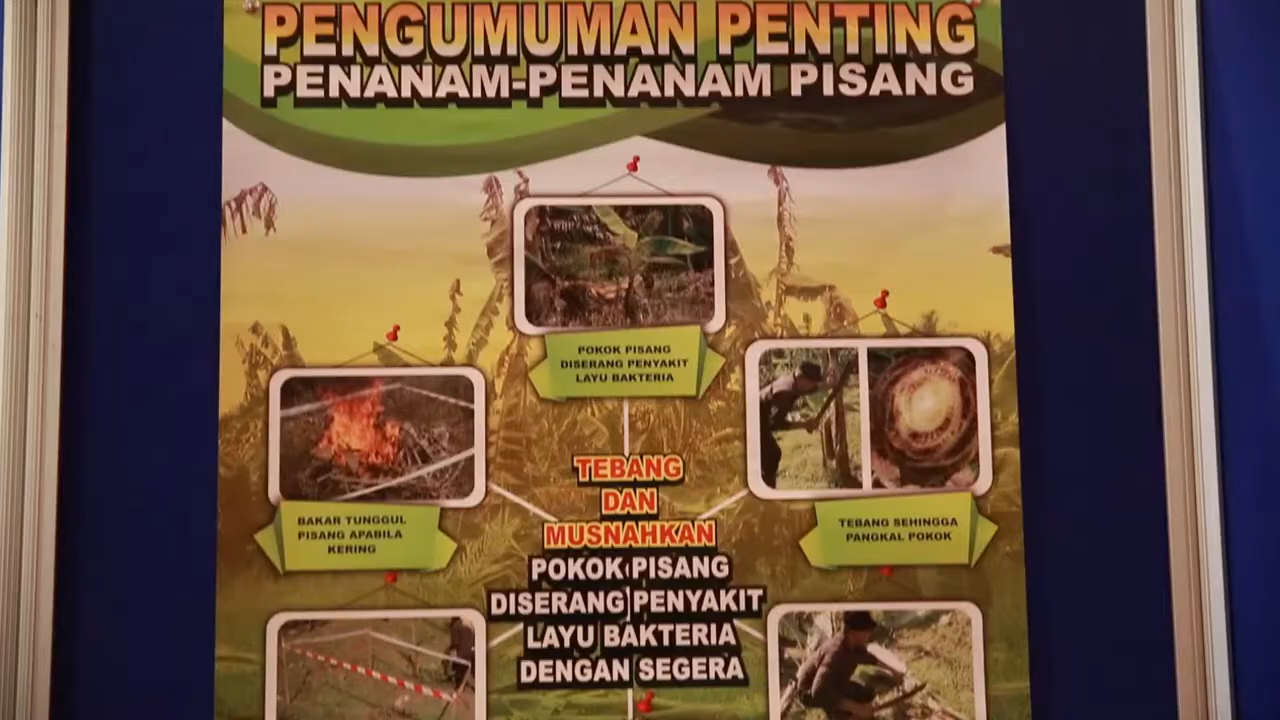 PENGUMUMAN PENTING
PENANAM-PENANAM PISANG
POKOK PISANG
DISERANG PENYAKIT
LAYU BAKTERIA
BAKAR TUNGGUL
PISANG APABILA
KERING
TEBANG SEHINGGA
PANGKAL POKOK
TEBANG
DAN
MUSNAHKAN
POKOK PISANG
DISERANG PENYAKIT
LAYU BAKTERIA
DENGAN SEGERA